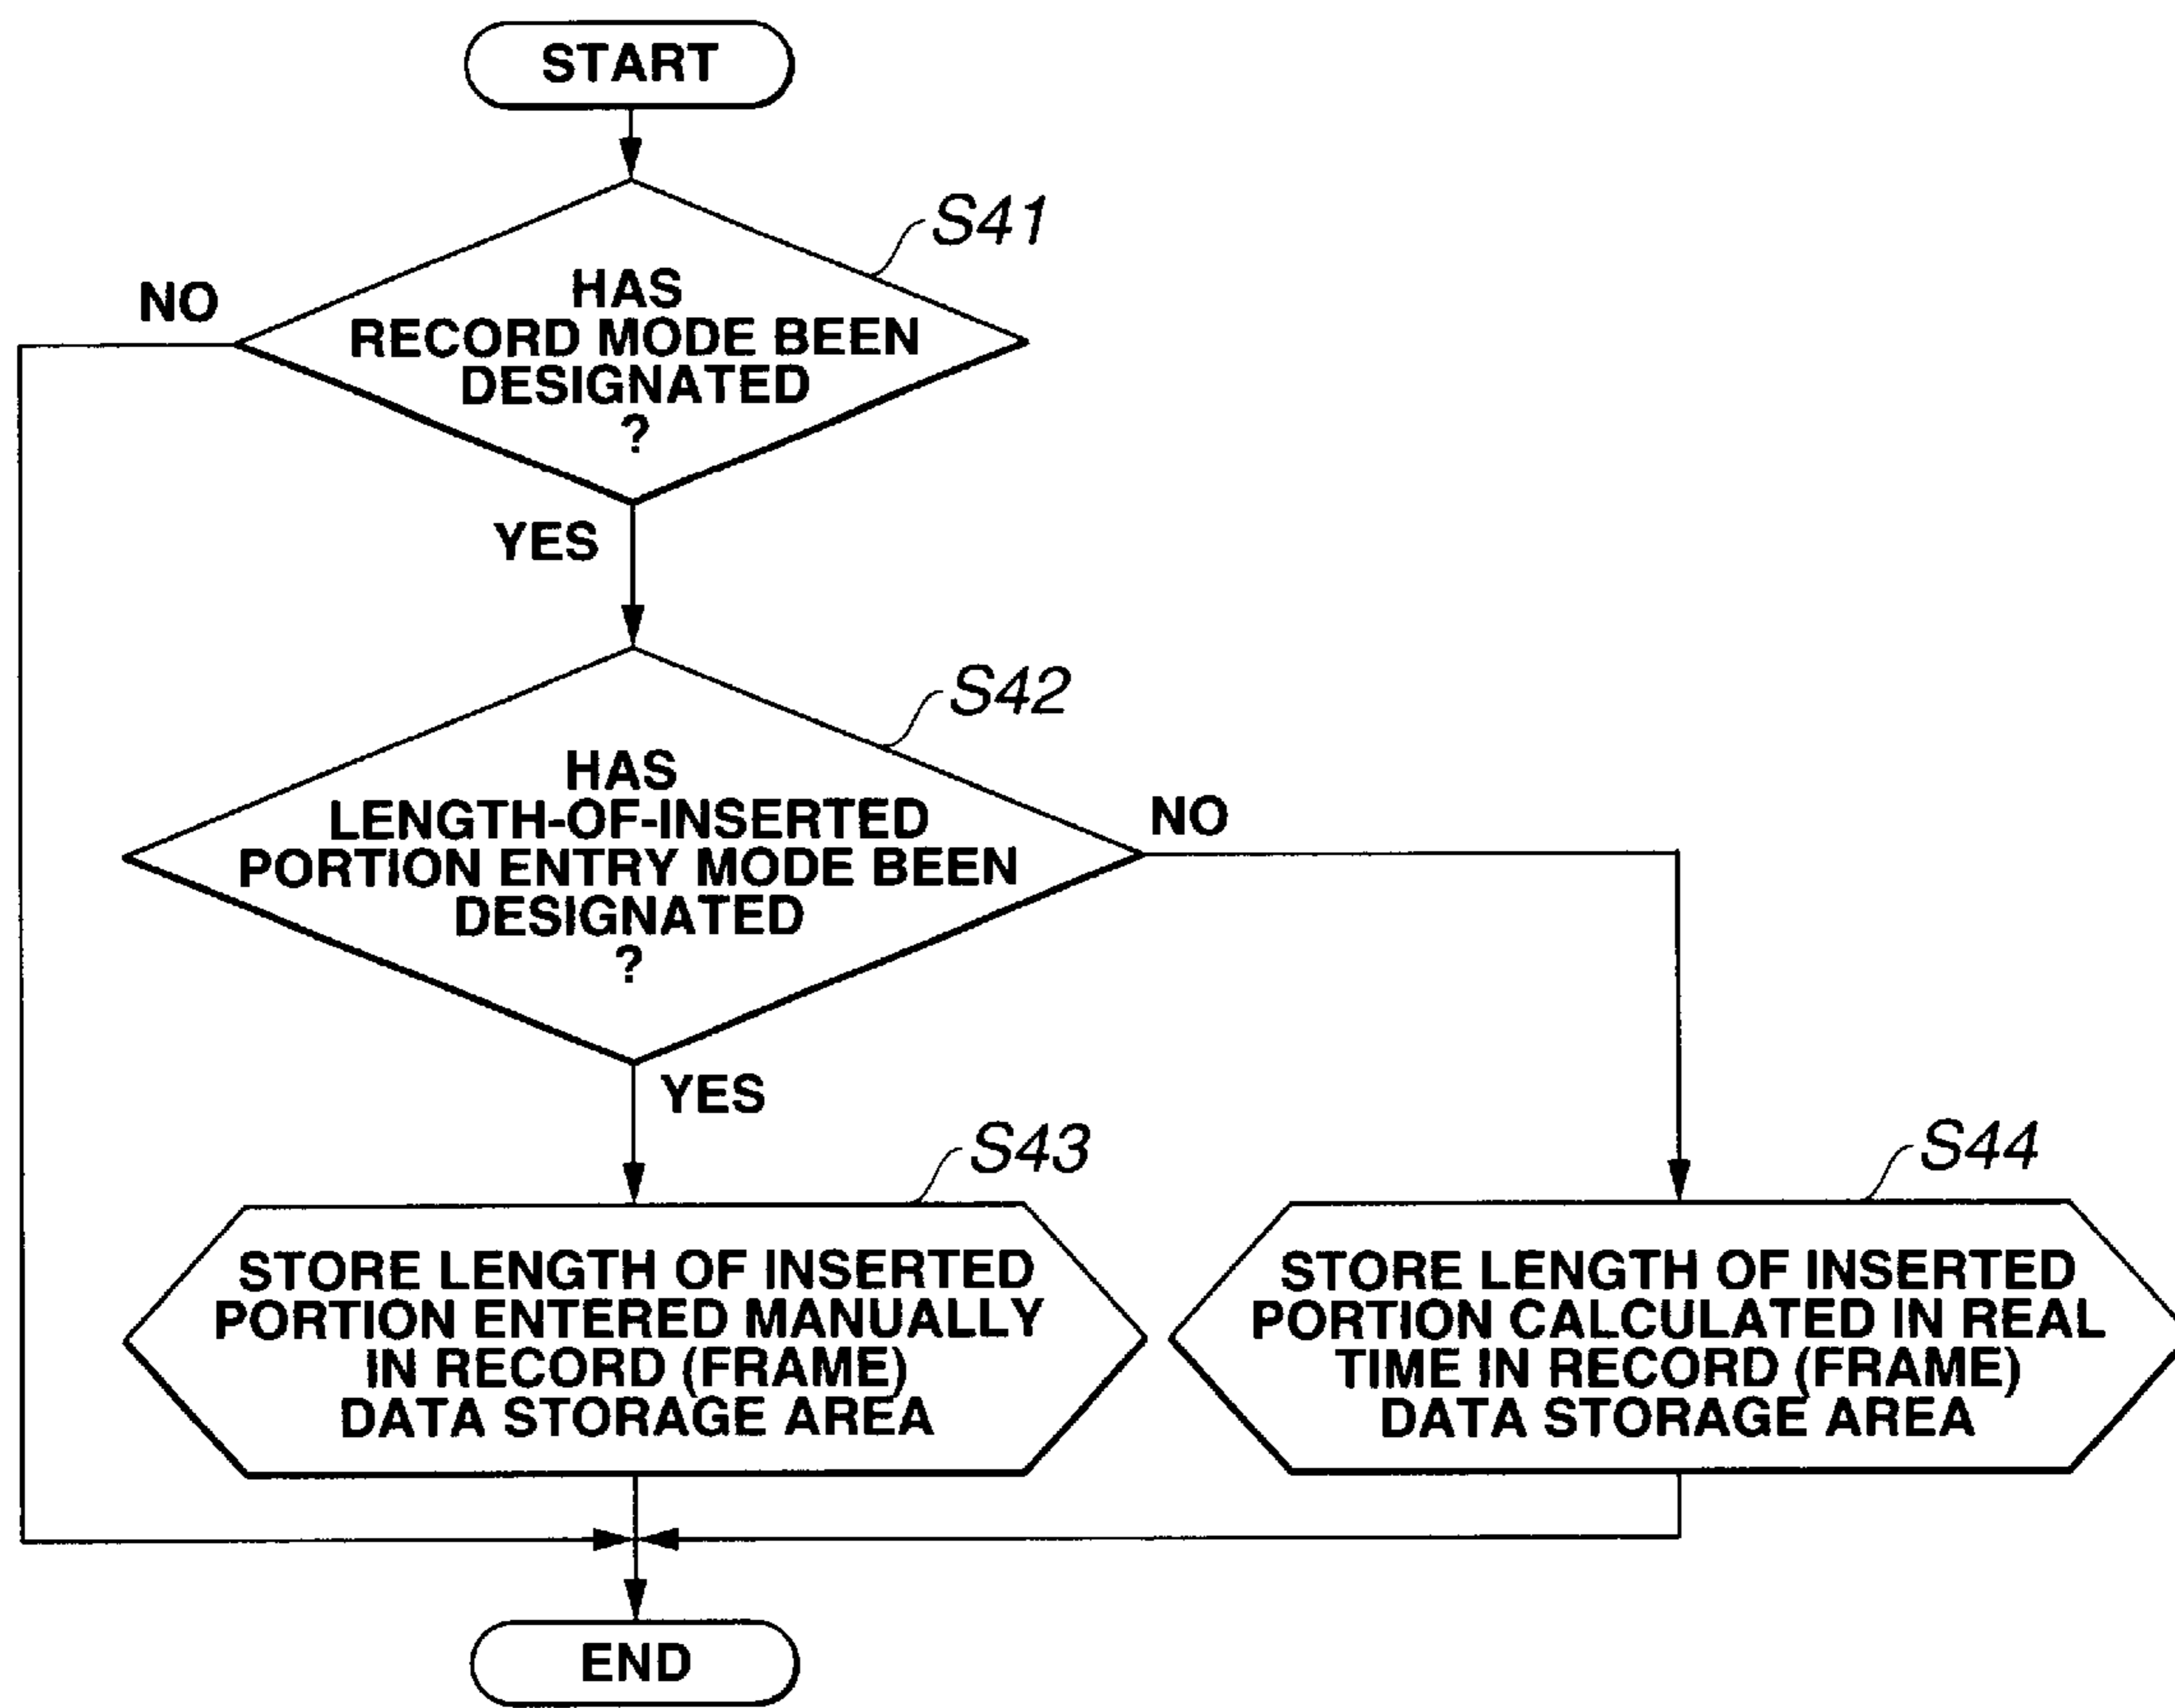 START
S41
NO
HAS
RECORD MODE BEEN
DESIGNATED
?
YES
S42
HAS
LENGTH-OF-INSERTED
PORTION ENTRY MODE BEEN
DESIGNATED
?
NO
YES
S43
STORE LENGTH OF INSERTED
PORTION ENTERED MANUALLY
IN RECORD (FRAME)
DATA STORAGE AREA
S44
STORE LENGTH OF INSERTED
PORTION CALCULATED IN REAL
TIME IN RECORD (FRAME)
DATA STORAGE AREA
END